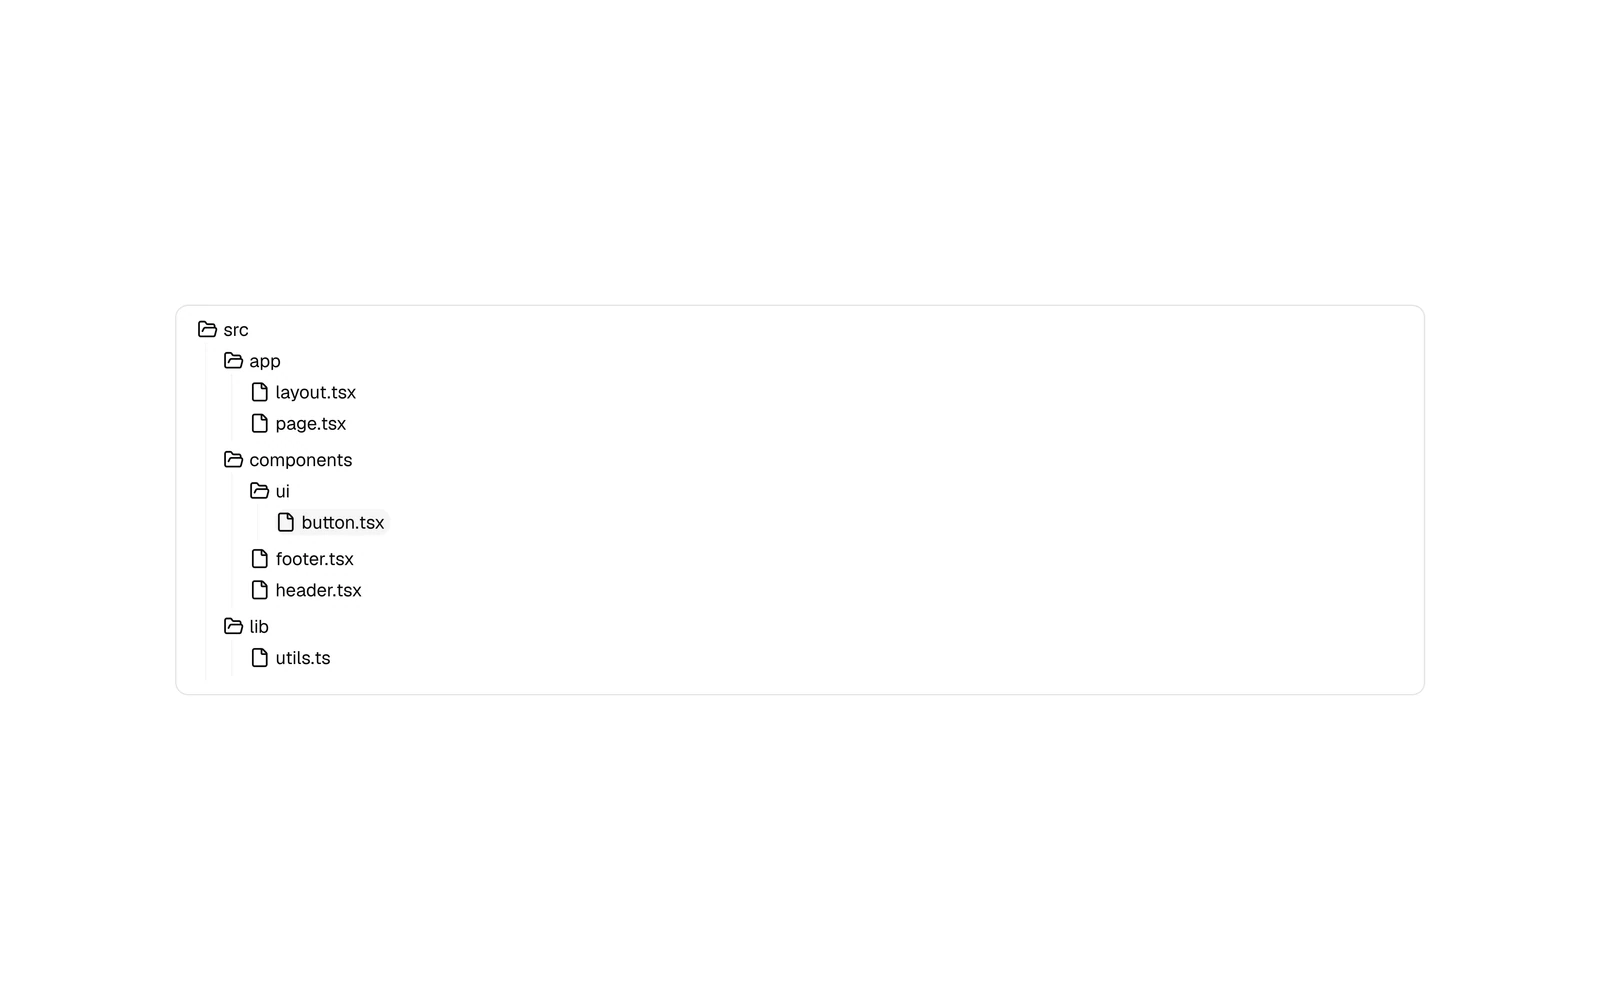 src
app
layout.tsx
page.tsx
components
ui
button.tsx
footer.tsx
header.tsx
lib
utils.ts